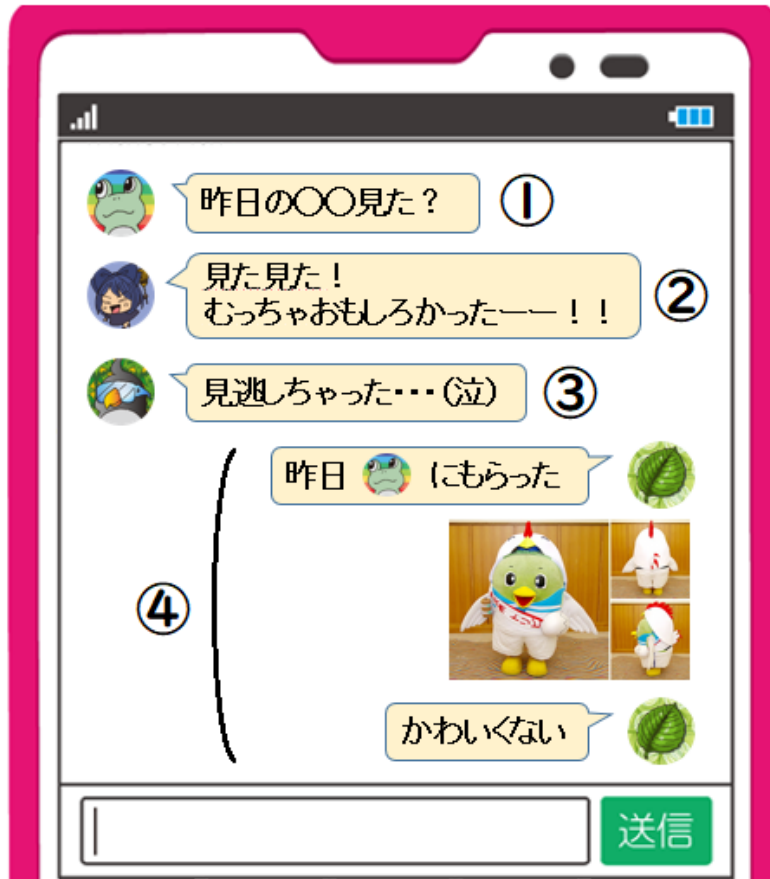 昨日の〇〇見た？
①
見た見た！
むっちゃおもしろかったーー！！
②
見逃しちゃった・・・（泣）
③
昨日 にもらった
④
かわいくない
送信